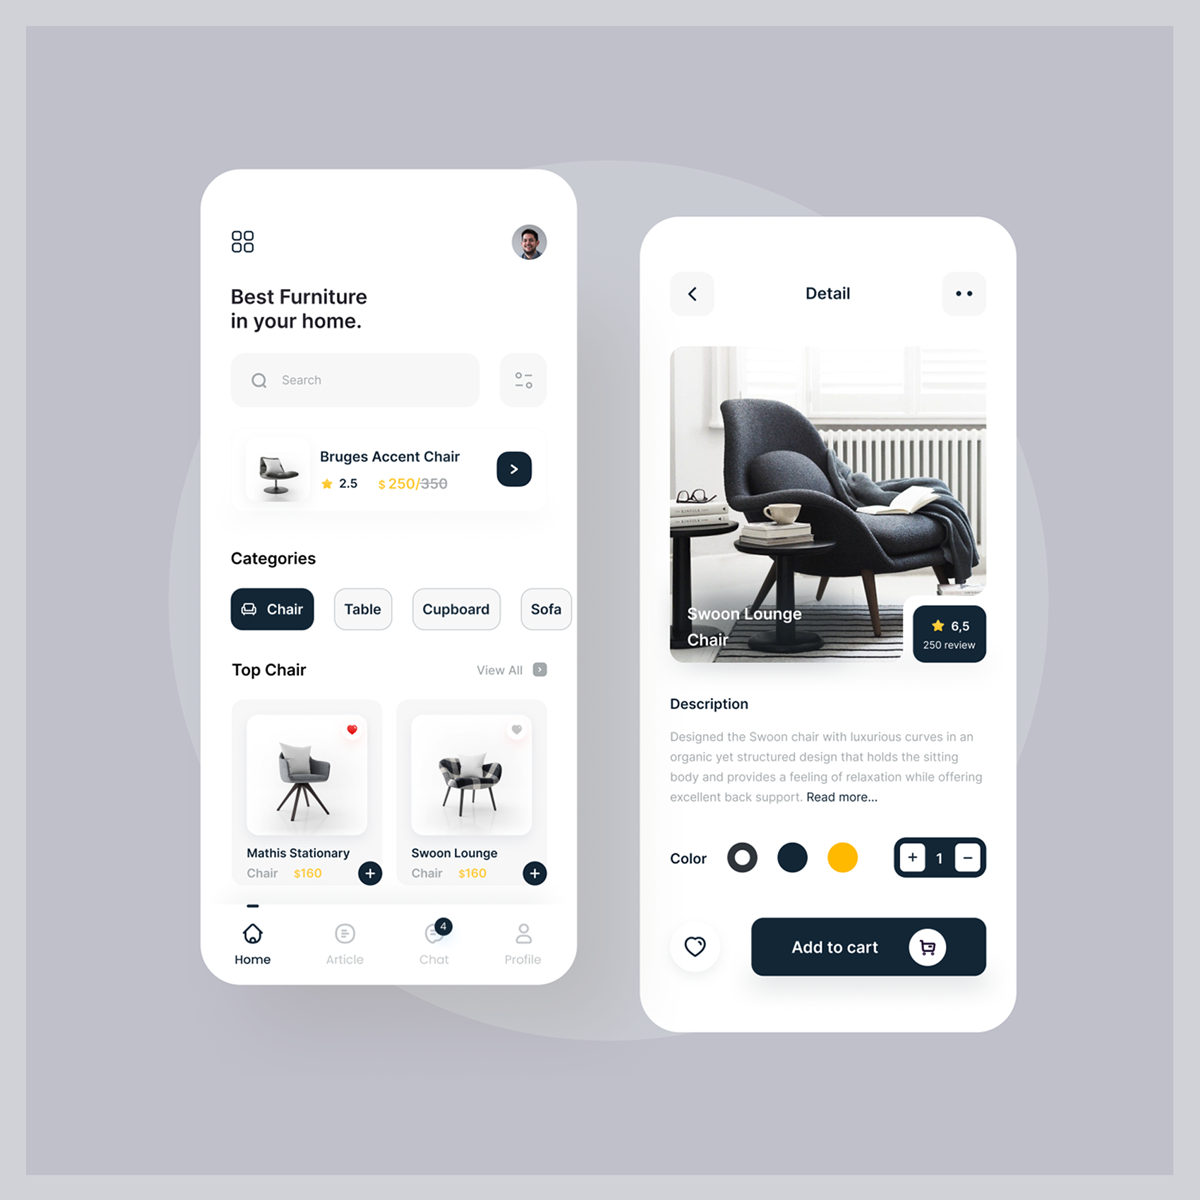 Best Furniture
in your home.
Search
Bruges Accent Chair
2.5 $ 250/350
Categories
Chair Table Cupboard Sofa
Top Chair View All
Mathis Stationary
Chair $160
Swoon Lounge
Chair $160
4
Home Article Chat Profile
Detail
Swoon Lounge
Chair
6,5
250 review
Description
Designed the Swoon chair with luxurious curves in an
organic yet structured design that holds the sitting
body and provides a feeling of relaxation while offering
excellent back support. Read more...
Color + 1 −
Add to cart